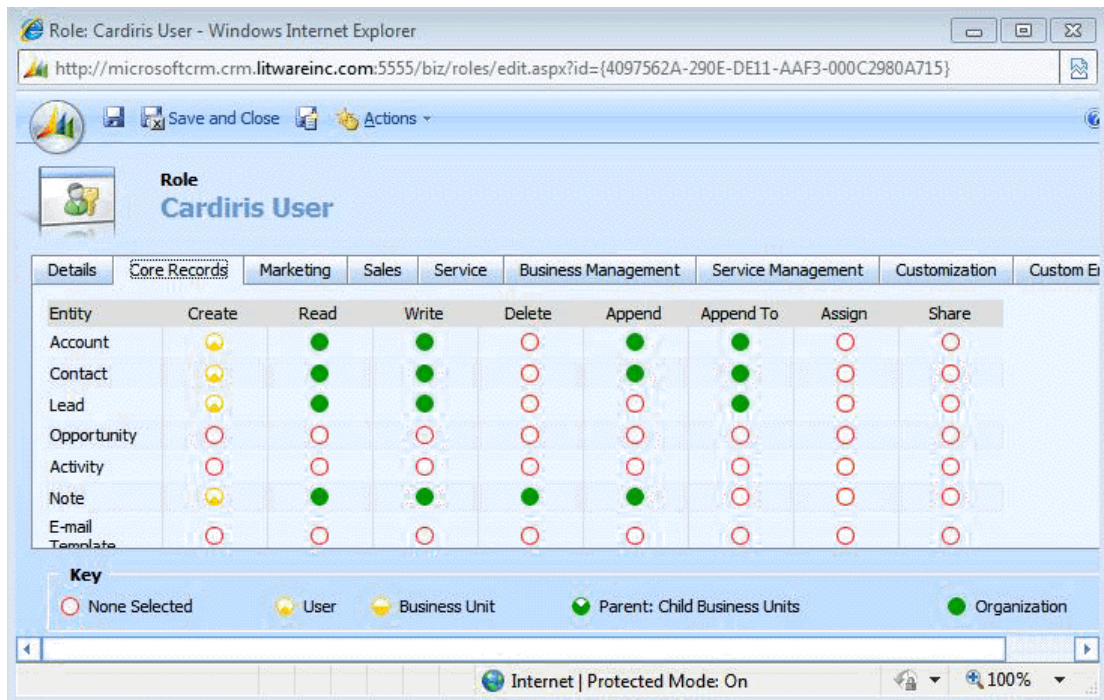 Role: Cardiris User - Windows Internet Explorer
http://microsoftcrm.crm.litwareinc.com:5555/biz/roles/edit.aspx?id={4097562A-290E-DE11-AAF3-000C2980A715}
Save and Close Actions
Role
Cardiris User
Details Core Records Marketing Sales Service Business Management Service Management Customization Custom En
Entity Create Read Write Delete Append Append To Assign Share
Account
Contact
Lead
Opportunity
Activity
Note
E-mail
Template
Key
None Selected User Business Unit Parent: Child Business Units Organization
Internet | Protected Mode: On 100%